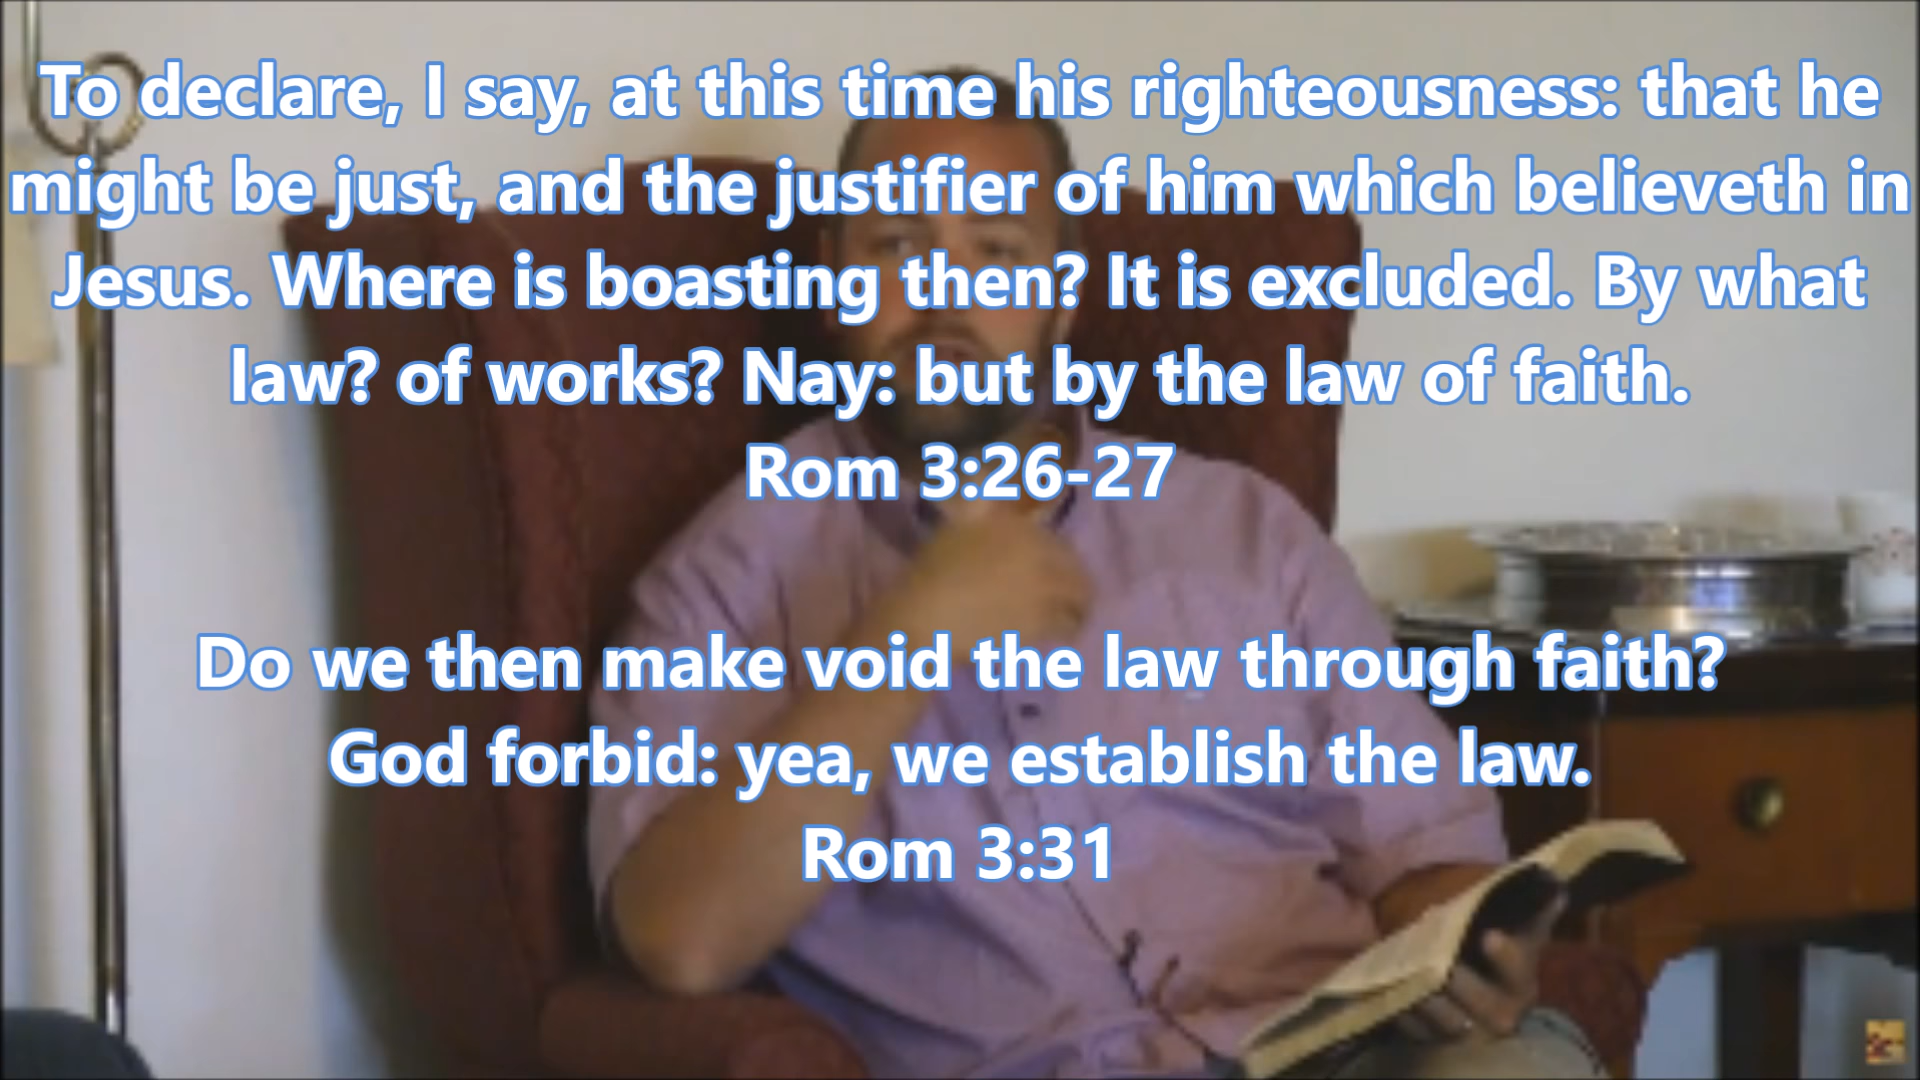 To declare, I say, at this time his righteousness: that he
might be just, and the justifier of him which believeth in
Jesus. Where is boasting then? It is excluded. By what
law? of works? Nay: but by the law of faith.
Rom 3:26-27
Do we then make void the law through faith?
God forbid: yea, we establish the law.
Rom 3:31